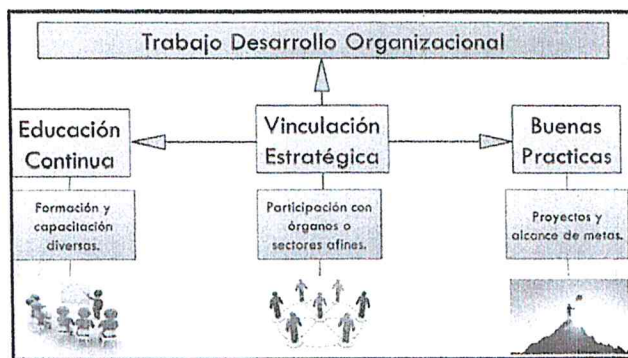 Trabajo Desarrollo Organizacional
Educación
Continua
Vinculación
Estratégica
Buenas
Practicas
Formación y
capacitación
diversas.
Participación con
órganos o
sectores afines.
Proyectos y
alcance de metas.